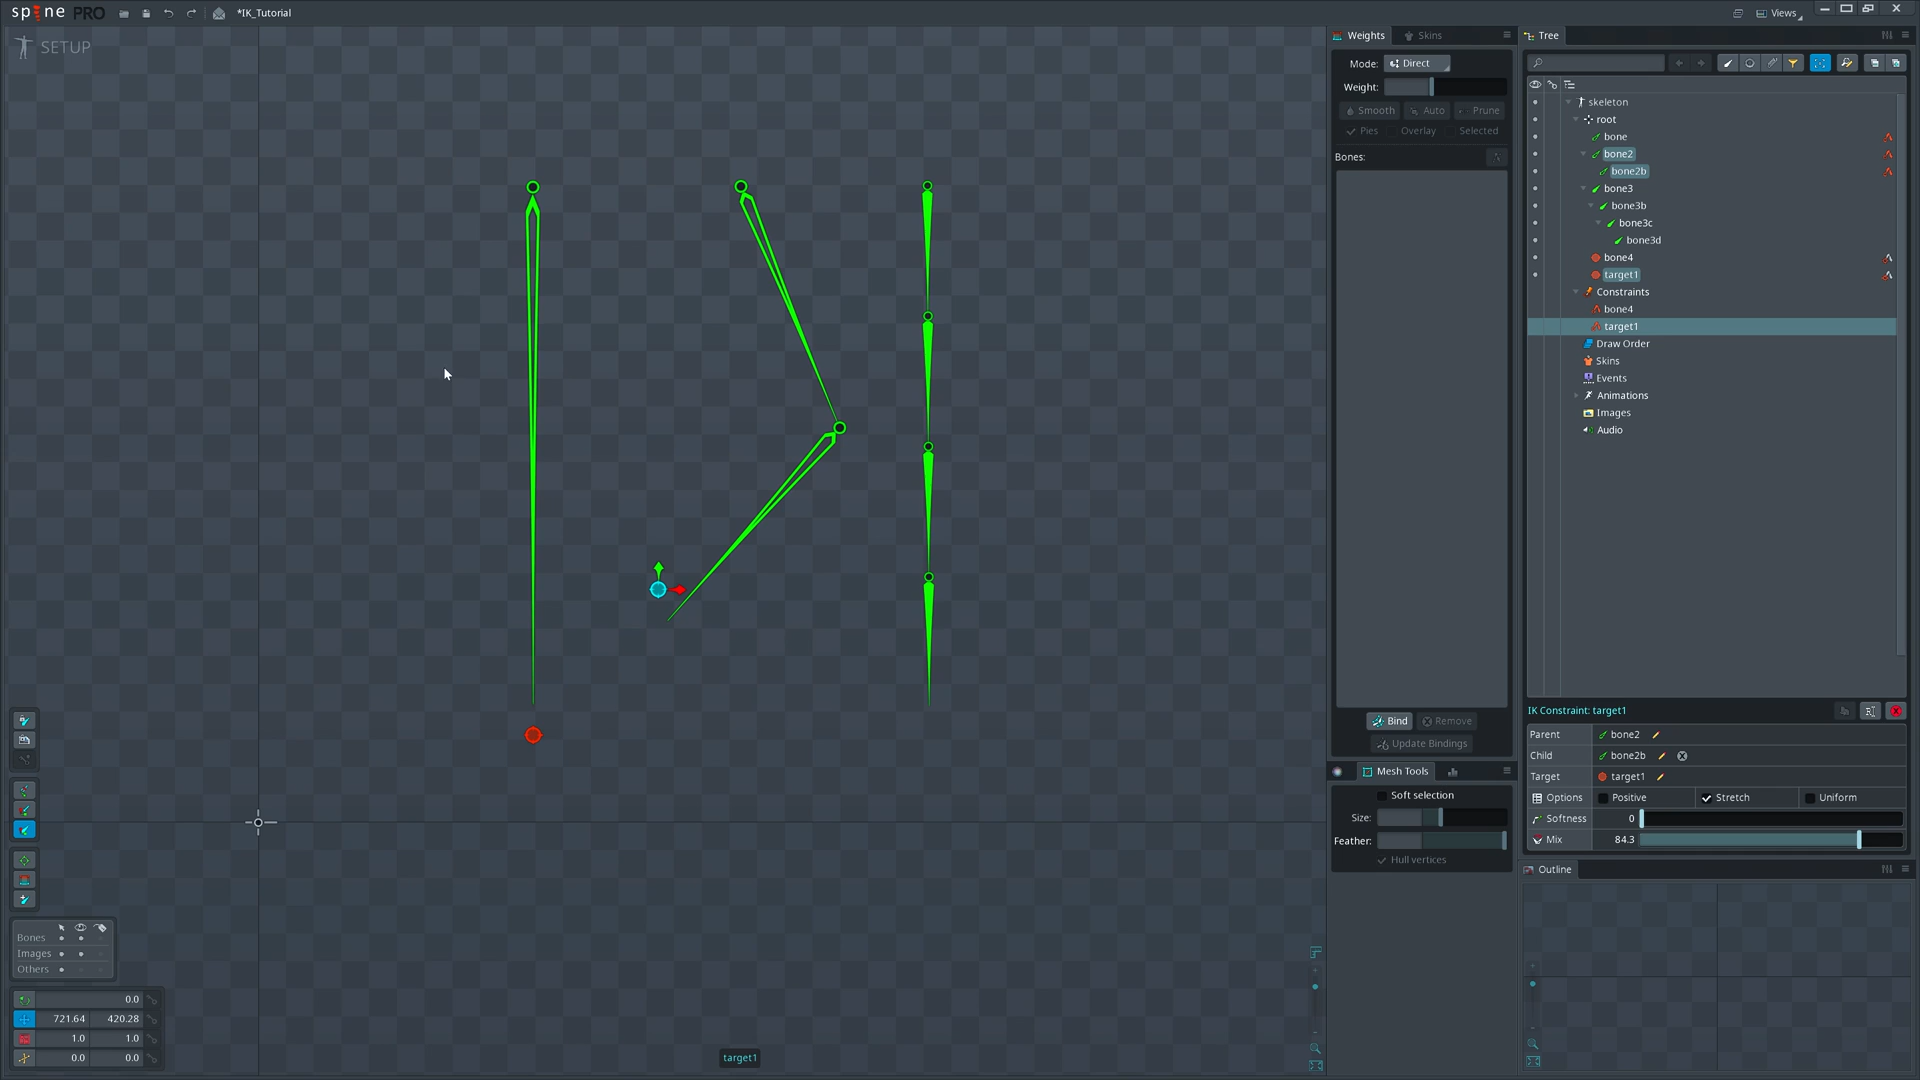 spine PRO
*IK_Tutorial
Views
SETUP
Weights
Skins
Mode: Direct
Weight:
Smooth Auto Prune
Pies Overlay Selected
Bones:
Bind Remove
Update Bindings
Mesh Tools
Soft selection
Size:
Feather:
Hull vertices
Tree
skeleton
root
bone
bone2
bone2b
bone3
bone3b
bone3c
bone3d
bone4
target1
Constraints
bone4
target1
Draw Order
Skins
Events
Animations
Images
Audio
IK Constraint: target1
Parent bone2
Child bone2b
Target target1
Options Positive Stretch Uniform
Softness 0
Mix 84.3
Outline
Bones
Images
Others
0.0
721.64 420.28
1.0 1.0
0.0 0.0
target1